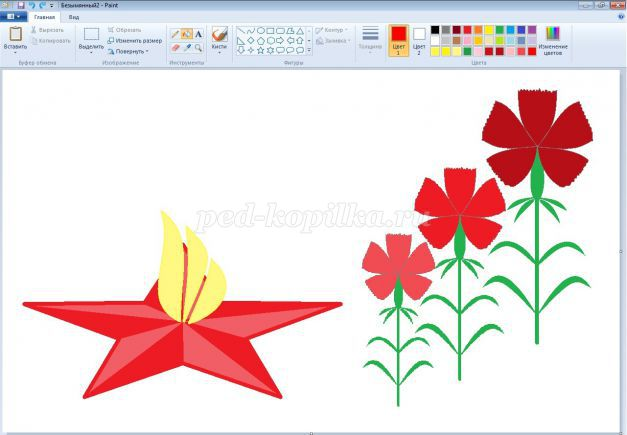 Безымянный2 - Paint
Главная Вид
Вставить
Вырезать
Копировать
Буфер обмена
Выделить
Обрезать
Изменить размер
Повернуть
Изображение
Инструменты
Кисти
Фигуры
Контур
Заливка
Толщина
Цвет 1
Цвет 2
Изменение цветов
Цвета
ped-kopilka.ru